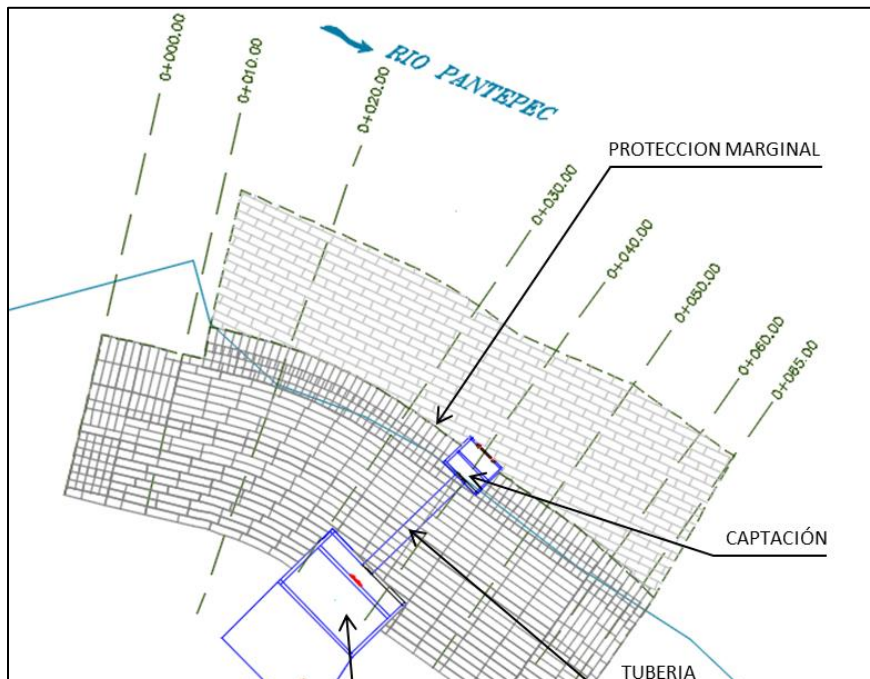 0+000.00
0+010.00
0+020.00
RIO PANTEPEC
PROTECCION MARGINAL
0+030.00
0+040.00
0+050.00
0+060.00
0+065.00
CAPTACIÓN
TUBERIA